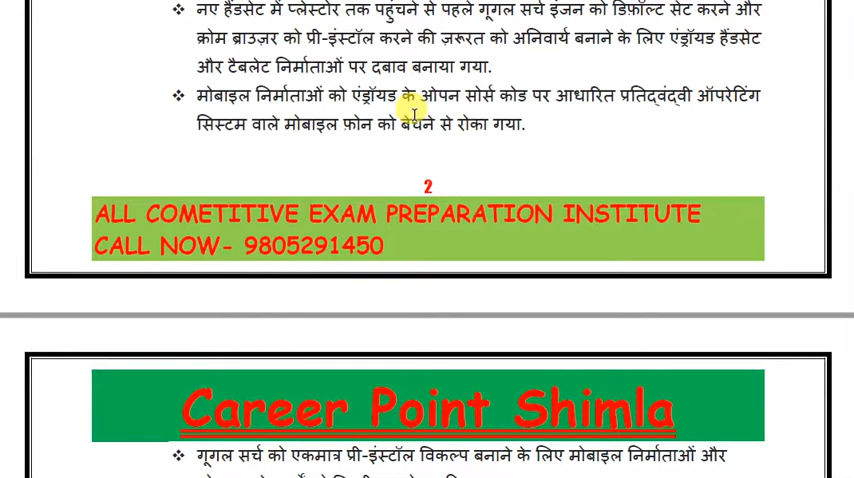 ❖ नए हैंडसेट में प्लेस्टोर तक पहुंचने से पहले गूगल सर्च इंजन को डिफ़ॉल्ट सेट करने और
क्रोम ब्राउज़र को प्री-इंस्टॉल करने की ज़रूरत को अनिवार्य बनाने के लिए एंड्रॉयड हैंडसेट
और टैबलेट निर्माताओं पर दबाव बनाया गया.
❖ मोबाइल निर्माताओं को एंड्रॉयड के ओपन सोर्स कोड पर आधारित प्रतिद्वंद्वी ऑपरेटिंग
सिस्टम वाले मोबाइल फ़ोन को बेचने से रोका गया.
2
ALL COMETITIVE EXAM PREPARATION INSTITUTE
CALL NOW- 9805291450
Career Point Shimla
❖ गूगल सर्च को एकमात्र प्री-इंस्टॉल विकल्प बनाने के लिए मोबाइल निर्माताओं और